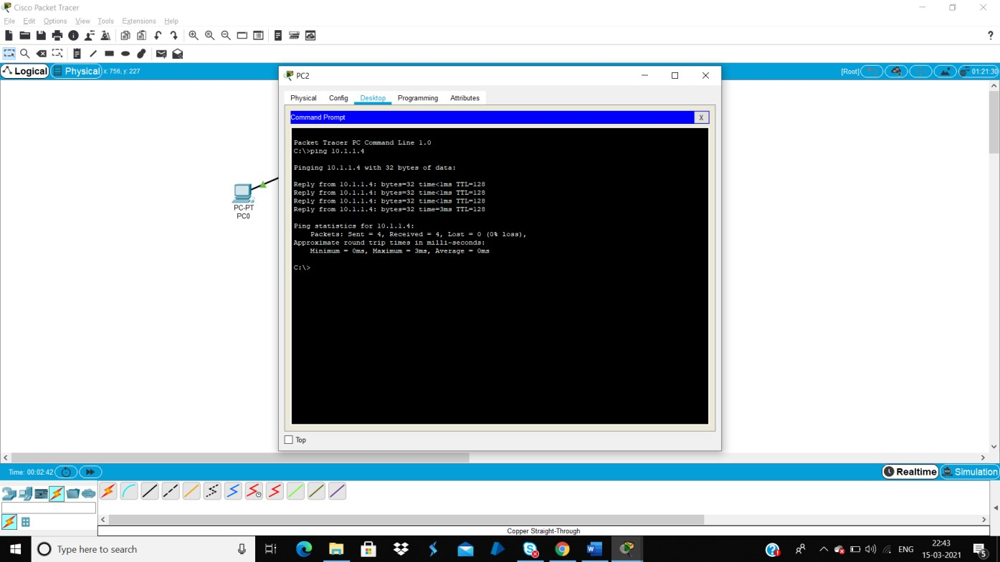 Cisco Packet Tracer
File Edit Options View Tools Extensions Help
?
Logical Physical x: 756, y: 227
[Root] 01:21:30
PC2
Physical Config Desktop Programming Attributes
Command Prompt X
Packet Tracer PC Command Line 1.0
C:\>ping 10.1.1.4
Pinging 10.1.1.4 with 32 bytes of data:
Reply from 10.1.1.4: bytes=32 time<1ms TTL=128
Reply from 10.1.1.4: bytes=32 time<1ms TTL=128
Reply from 10.1.1.4: bytes=32 time<1ms TTL=128
Reply from 10.1.1.4: bytes=32 time=3ms TTL=128
Ping statistics for 10.1.1.4:
Packets: Sent = 4, Received = 4, Lost = 0 (0% loss),
Approximate round trip times in milli-seconds:
Minimum = 0ms, Maximum = 3ms, Average = 0ms
C:\>
PC-PT
PC0
Top
Time: 00:02:42
Realtime Simulation
Copper Straight-Through
Type here to search
ENG
22:43
15-03-2021
5